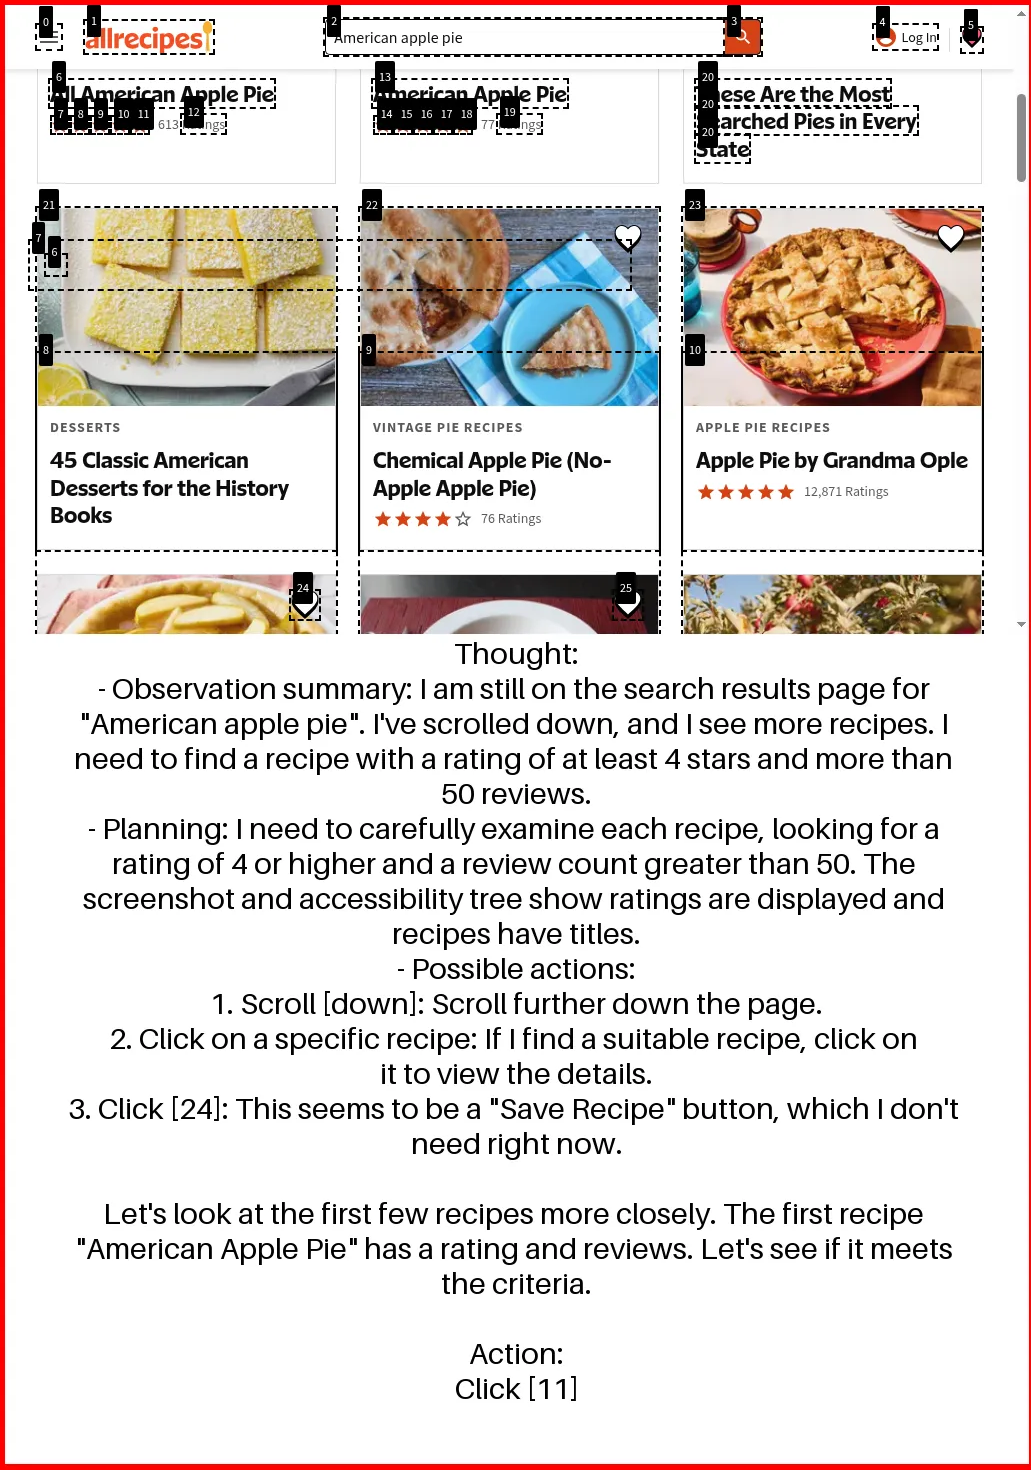 0
1
2
3
4
5
allrecipes
American apple pie
Log In
6
13
20
All American Apple Pie
American Apple Pie
These Are the Most
7 8 9 10 11 12
613
14 15 16 17 18 19
77
20
Searched Pies in Every
20
State
21
22
23
7
6
8
9
10
DESSERTS
45 Classic American
Desserts for the History
Books
VINTAGE PIE RECIPES
Chemical Apple Pie (No-
Apple Apple Pie)
76 Ratings
APPLE PIE RECIPES
Apple Pie by Grandma Ople
12,871 Ratings
24
25
Thought:
- Observation summary: I am still on the search results page for
"American apple pie". I've scrolled down, and I see more recipes. I
need to find a recipe with a rating of at least 4 stars and more than
50 reviews.
- Planning: I need to carefully examine each recipe, looking for a
rating of 4 or higher and a review count greater than 50. The
screenshot and accessibility tree show ratings are displayed and
recipes have titles.
- Possible actions:
1. Scroll [down]: Scroll further down the page.
2. Click on a specific recipe: If I find a suitable recipe, click on
it to view the details.
3. Click [24]: This seems to be a "Save Recipe" button, which I don't
need right now.
Let's look at the first few recipes more closely. The first recipe
"American Apple Pie" has a rating and reviews. Let's see if it meets
the criteria.
Action:
Click [11]